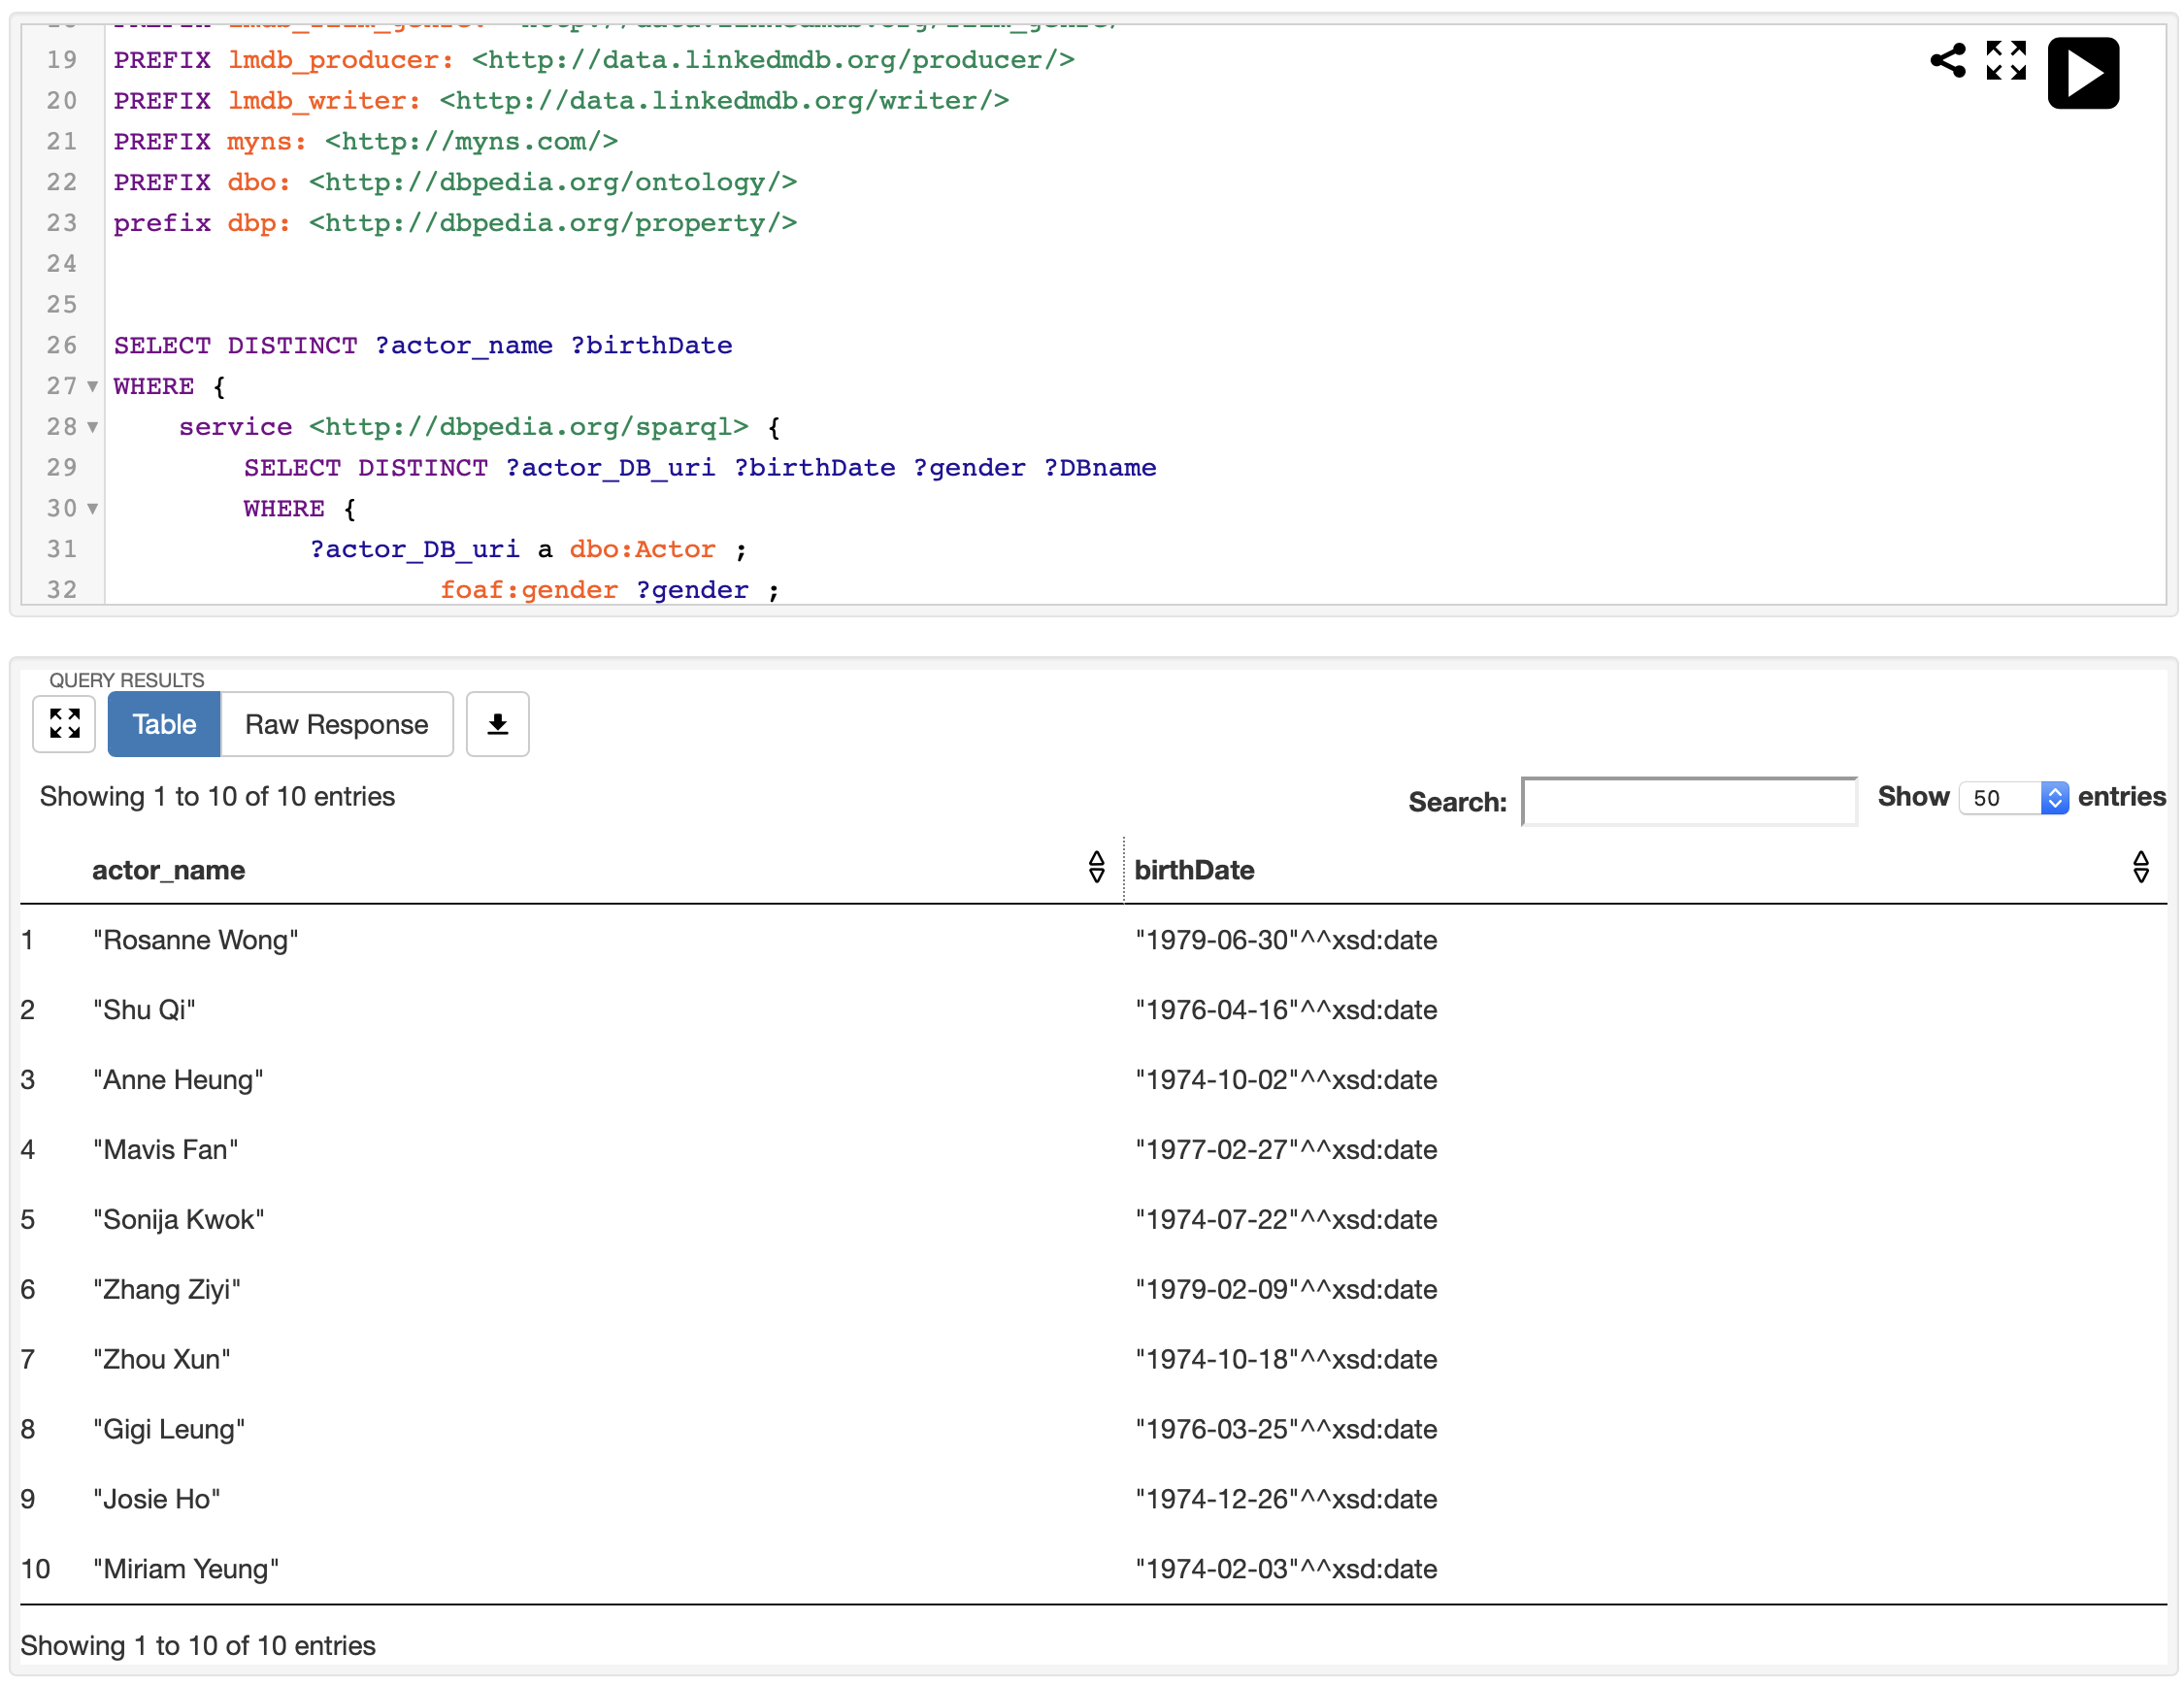 19 PREFIX lmdb_producer: <http://data.linkedmdb.org/producer/>
20 PREFIX lmdb_writer: <http://data.linkedmdb.org/writer/>
21 PREFIX myns: <http://myns.com/>
22 PREFIX dbo: <http://dbpedia.org/ontology/>
23 prefix dbp: <http://dbpedia.org/property/>
24
25
26 SELECT DISTINCT ?actor_name ?birthDate
27 WHERE {
28 service <http://dbpedia.org/sparql> {
29 SELECT DISTINCT ?actor_DB_uri ?birthDate ?gender ?DBname
30 WHERE {
31 ?actor_DB_uri a dbo:Actor ;
32 foaf:gender ?gender ;
QUERY RESULTS
Table Raw Response
Showing 1 to 10 of 10 entries Search: Show 50 entries
actor_name birthDate
1 "Rosanne Wong" "1979-06-30"^^xsd:date
2 "Shu Qi" "1976-04-16"^^xsd:date
3 "Anne Heung" "1974-10-02"^^xsd:date
4 "Mavis Fan" "1977-02-27"^^xsd:date
5 "Sonija Kwok" "1974-07-22"^^xsd:date
6 "Zhang Ziyi" "1979-02-09"^^xsd:date
7 "Zhou Xun" "1974-10-18"^^xsd:date
8 "Gigi Leung" "1976-03-25"^^xsd:date
9 "Josie Ho" "1974-12-26"^^xsd:date
10 "Miriam Yeung" "1974-02-03"^^xsd:date
Showing 1 to 10 of 10 entries